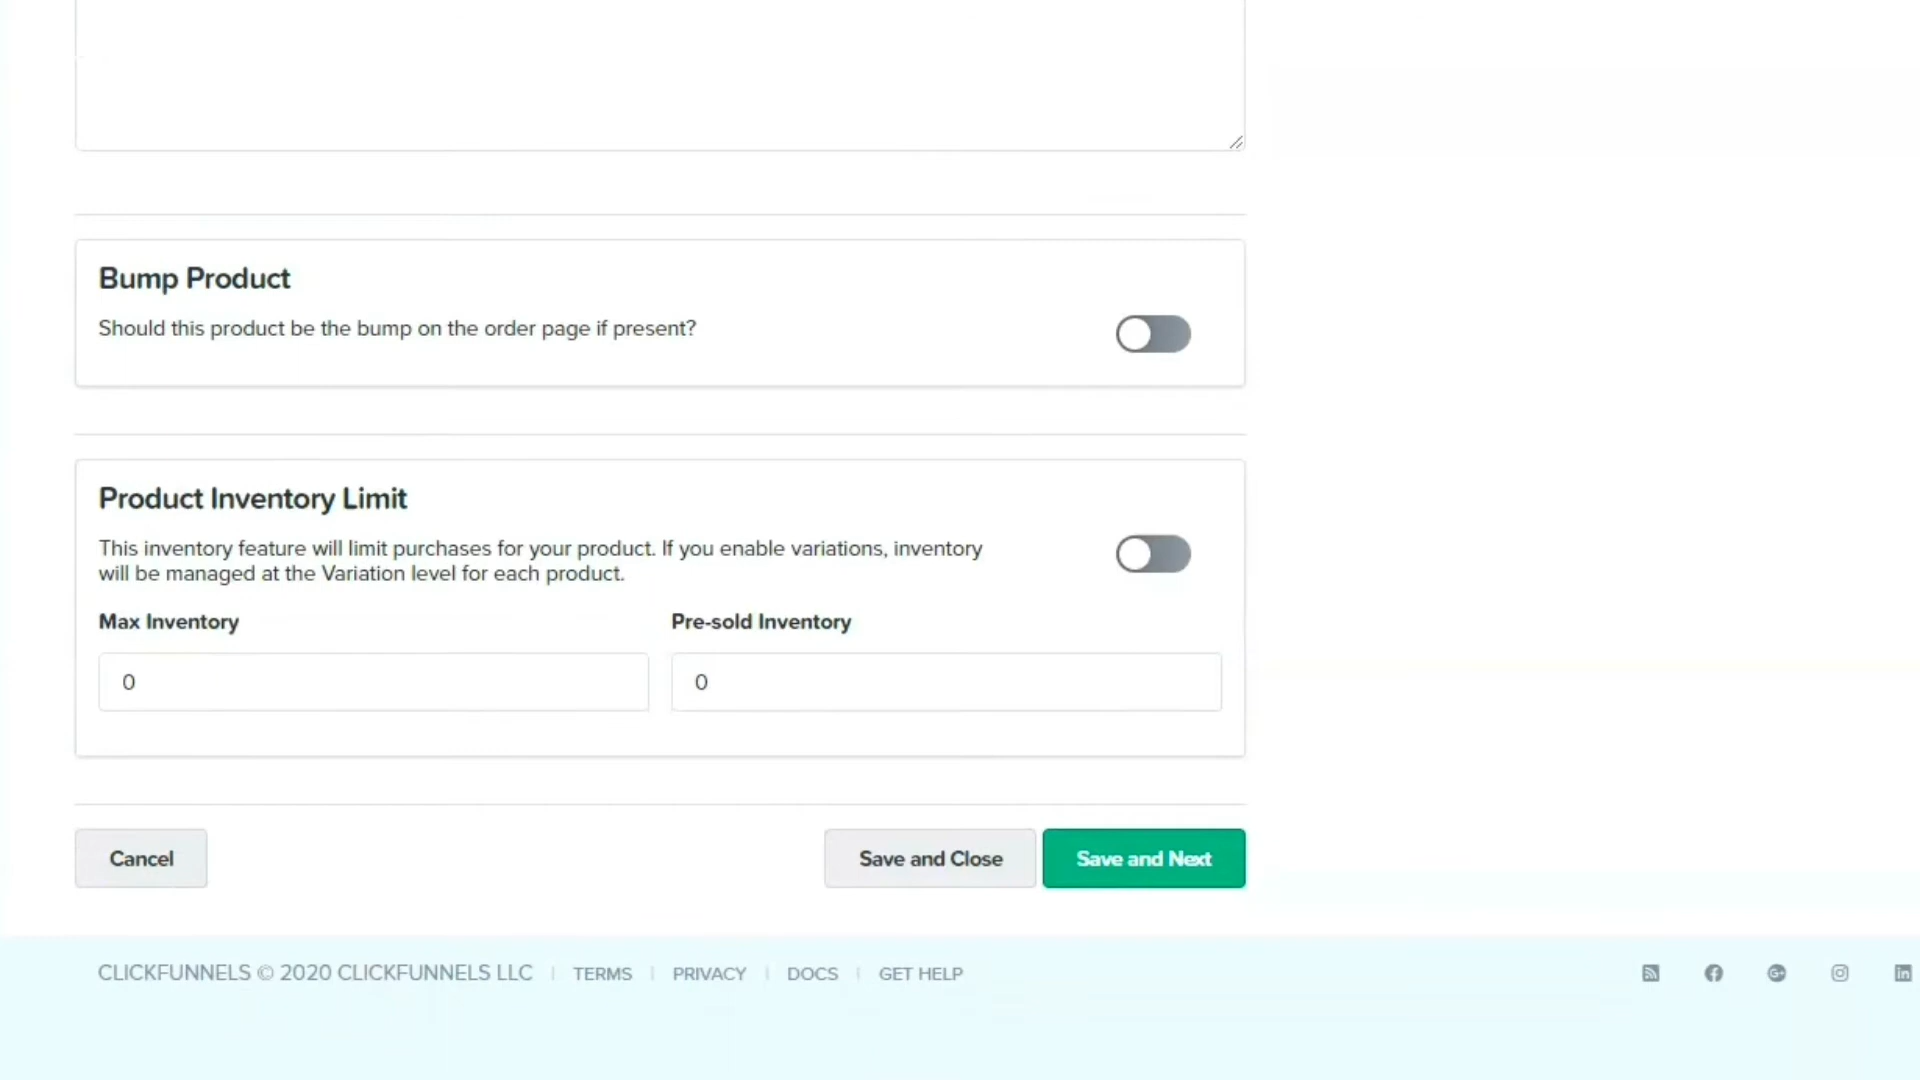 Bump Product
Should this product be the bump on the order page if present?
Product Inventory Limit
This inventory feature will limit purchases for your product. If you enable variations, inventory
will be managed at the Variation level for each product.
Max Inventory
Pre-sold Inventory
0
0
Cancel
Save and Close
Save and Next
CLICKFUNNELS © 2020 CLICKFUNNELS LLC | TERMS | PRIVACY | DOCS | GET HELP